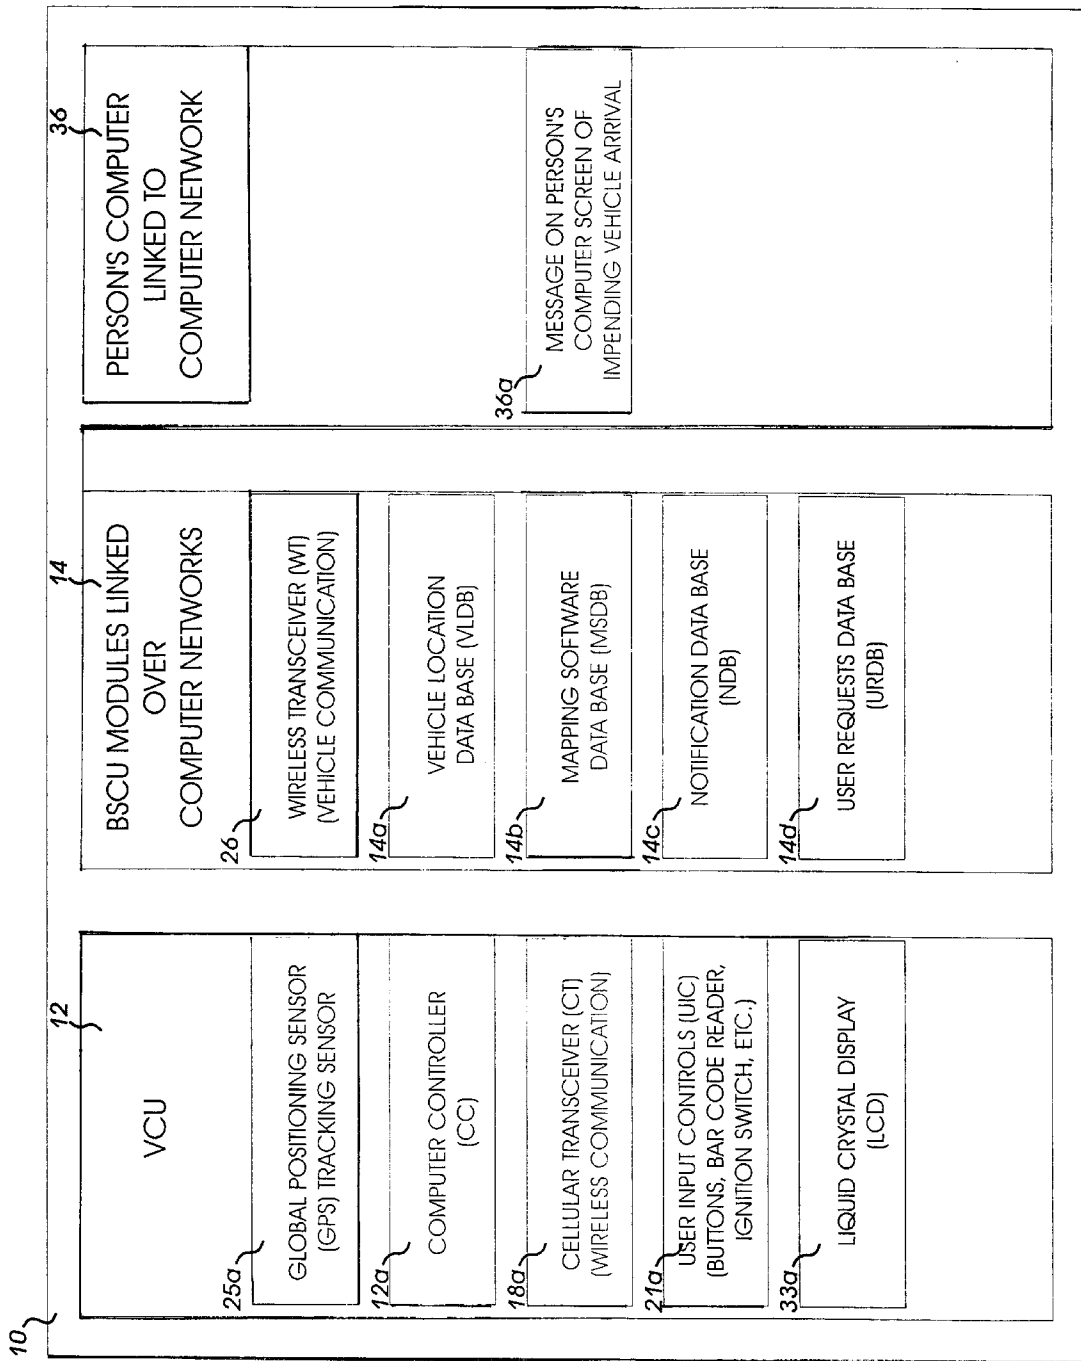 10
12
VCU
25a
GLOBAL POSITIONING SENSOR
(GPS) TRACKING SENSOR
12a
COMPUTER CONTROLLER
(CC)
18a
CELLULAR TRANSCEIVER (CT)
(WIRELESS COMMUNICATION)
21a
USER INPUT CONTROLS (UIC)
(BUTTONS, BAR CODE READER,
IGNITION SWITCH, ETC.)
33a
LIQUID CRYSTAL DISPLAY
(LCD)
14
BSCU MODULES LINKED
OVER
COMPUTER NETWORKS
26
WIRELESS TRANSCEIVER (WT)
(VEHICLE COMMUNICATION)
14a
VEHICLE LOCATION
DATA BASE (VLDB)
14b
MAPPING SOFTWARE
DATA BASE (MSDB)
14c
NOTIFICATION DATA BASE
(NDB)
14d
USER REQUESTS DATA BASE
(URDB)
36
PERSON'S COMPUTER
LINKED TO
COMPUTER NETWORK
36a
MESSAGE ON PERSON'S
COMPUTER SCREEN OF
IMPENDING VEHICLE ARRIVAL